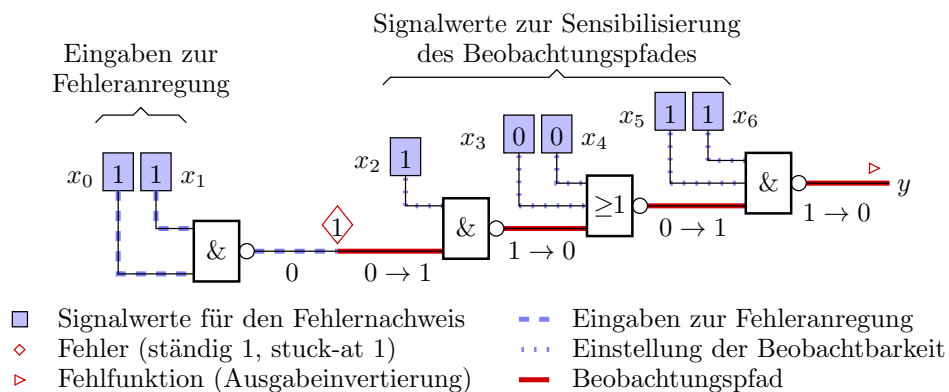 Signalwerte zur Sensibilisierung
des Beobachtungspfades
Eingaben zur
Fehleranregung
x5 1 1 x6
x3 0 0 x4
x2 1
x0 1 1 x1
& 1 & ≥1 & y
0 0 → 1 1 → 0 0 → 1 1 → 0
Signalwerte für den Fehlernachweis
Eingaben zur Fehleranregung
Fehler (ständig 1, stuck-at 1)
Einstellung der Beobachtbarkeit
Fehlfunktion (Ausgabeinvertierung)
Beobachtungspfad